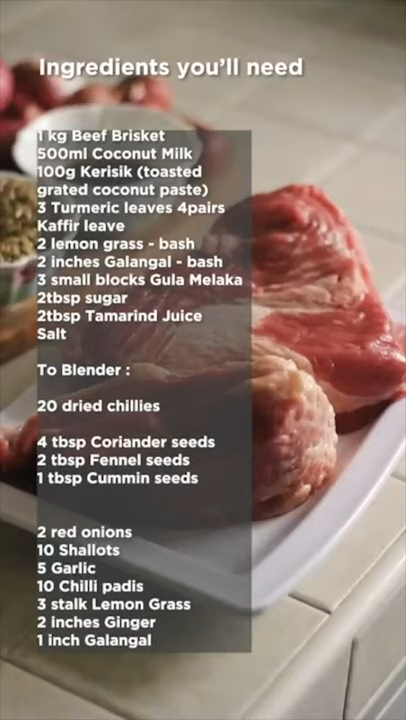 Ingredients you'll need
1 kg Beef Brisket
500ml Coconut Milk
100g Kerisik (toasted
grated coconut paste)
3 Turmeric leaves 4pairs
Kaffir leave
2 lemon grass - bash
2 inches Galangal - bash
3 small blocks Gula Melaka
2tbsp sugar
2tbsp Tamarind Juice
Salt
To Blender :
20 dried chillies
4 tbsp Coriander seeds
2 tbsp Fennel seeds
1 tbsp Cummin seeds
2 red onions
10 Shallots
5 Garlic
10 Chilli padis
3 stalk Lemon Grass
2 inches Ginger
1 inch Galangal